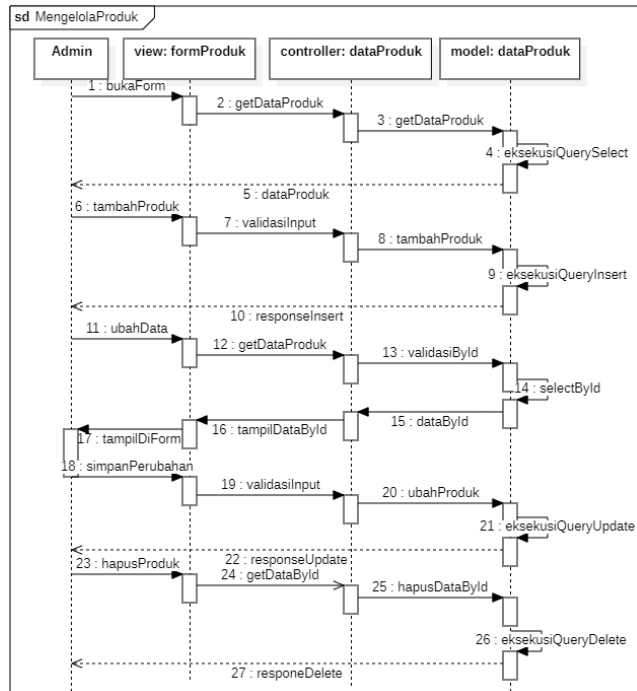 sd MengelolaProduk
Admin
view: formProduk
controller: dataProduk
model: dataProduk
1 : bukaForm
2 : getDataProduk
3 : getDataProduk
4 : eksekusiQuerySelect
5 : dataProduk
6 : tambahProduk
7 : validasiInput
8 : tambahProduk
9 : eksekusiQueryInsert
10 : responseInsert
11 : ubahData
12 : getDataProduk
13 : validasiById
14 : selectById
15 : dataById
16 : tampilDataById
17 : tampilDiForm
18 : simpanPerubahan
19 : validasiInput
20 : ubahProduk
21 : eksekusiQueryUpdate
22 : responseUpdate
23 : hapusProduk
24 : getDataById
25 : hapusDataById
26 : eksekusiQueryDelete
27 : responeDelete